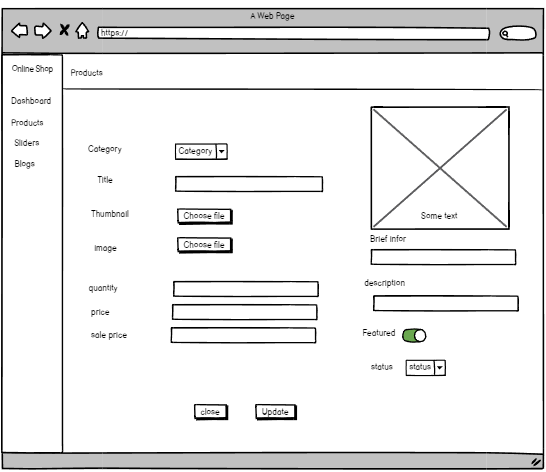 A Web Page
https://
Online Shop
Products
Dashboard
Products
Sliders
Blogs
Category
Category
Title
Thumbnail
Choose file
image
Choose file
quantity
price
sale price
close
Update
Some text
Brief infor
description
Featured
status
status